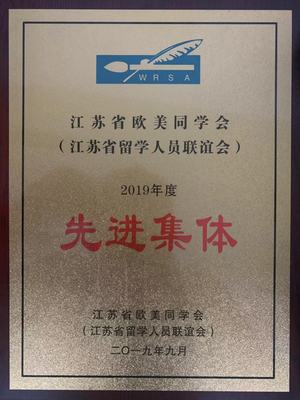 WRSA
江苏省欧美同学会
（江苏省留学人员联谊会）
2019年度
先进集体
江苏省欧美同学会
（江苏省留学人员联谊会）
二〇一九年九月